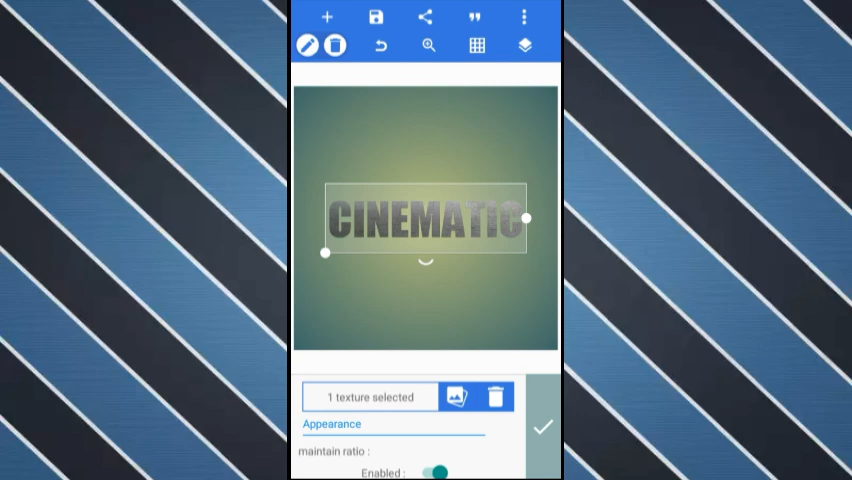 CINEMATIC
1 texture selected
Appearance
maintain ratio :
Enabled :